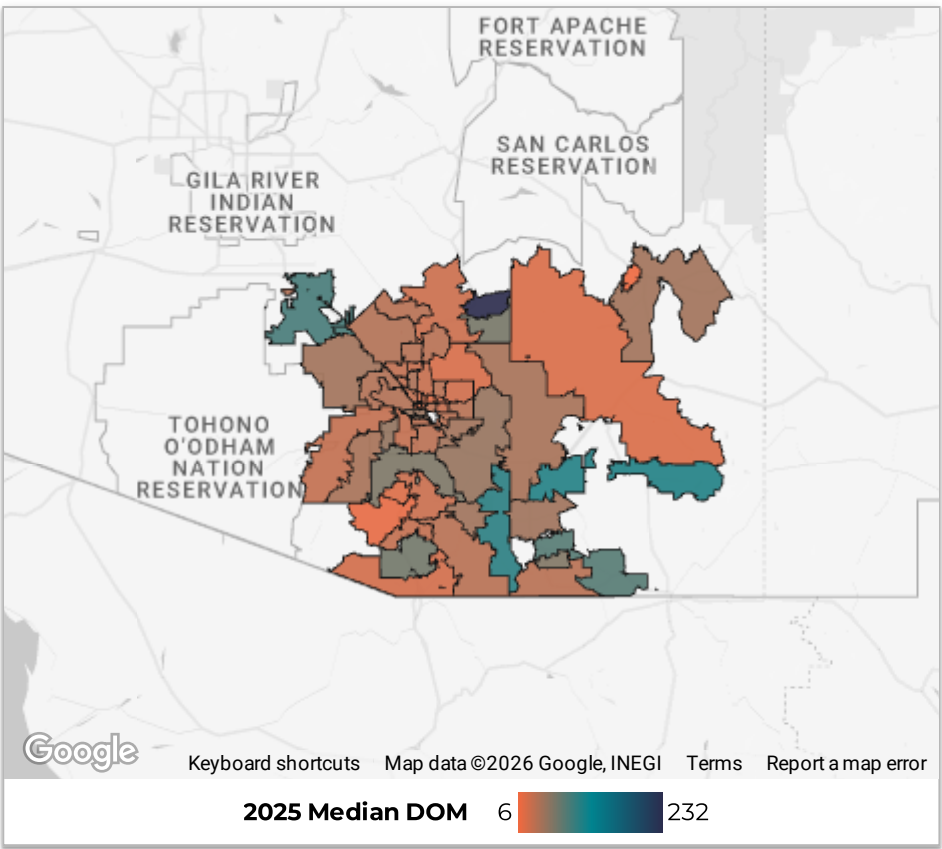 FORT APACHE
RESERVATION
SAN CARLOS
RESERVATION
GILA RIVER
INDIAN
RESERVATION
TOHONO
O'ODHAM
NATION
RESERVATION
Google
Keyboard shortcuts Map data ©2026 Google, INEGI Terms Report a map error
2025 Median DOM 6 232